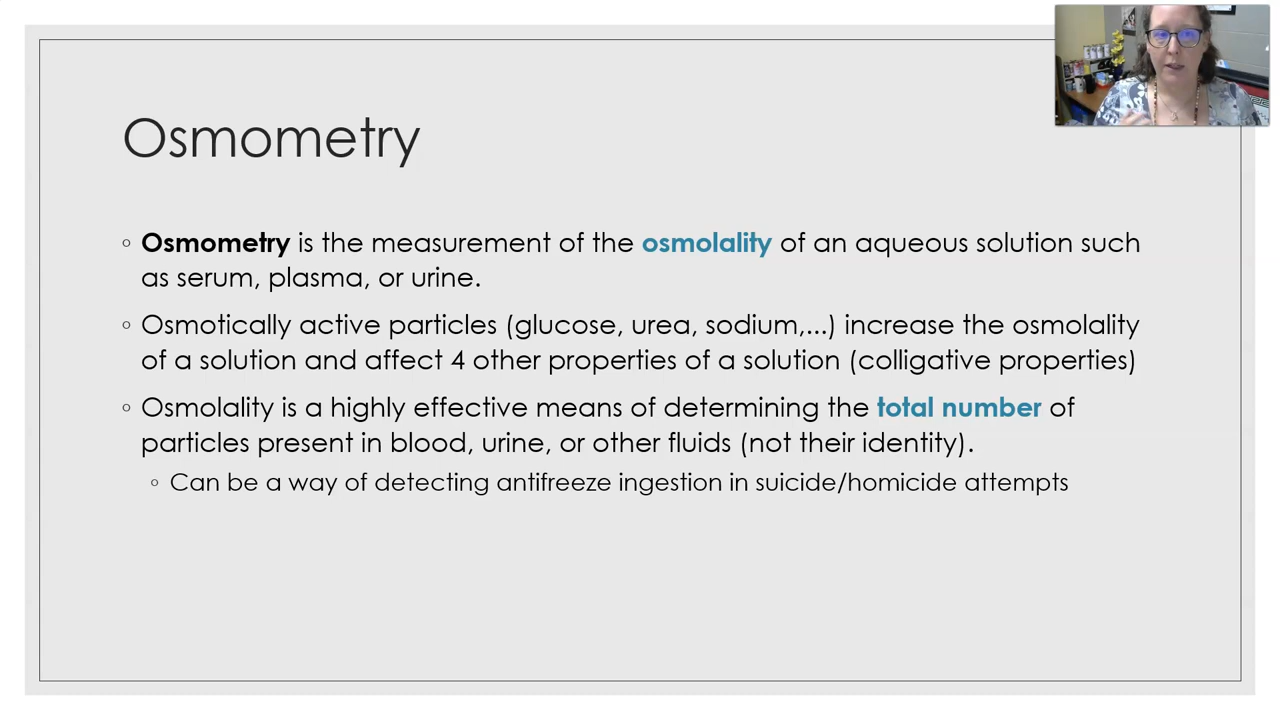 Osmometry
◦ Osmometry is the measurement of the osmolality of an aqueous solution such
as serum, plasma, or urine.
◦ Osmotically active particles (glucose, urea, sodium,...) increase the osmolality
of a solution and affect 4 other properties of a solution (colligative properties)
◦ Osmolality is a highly effective means of determining the total number of
particles present in blood, urine, or other fluids (not their identity).
◦ Can be a way of detecting antifreeze ingestion in suicide/homicide attempts